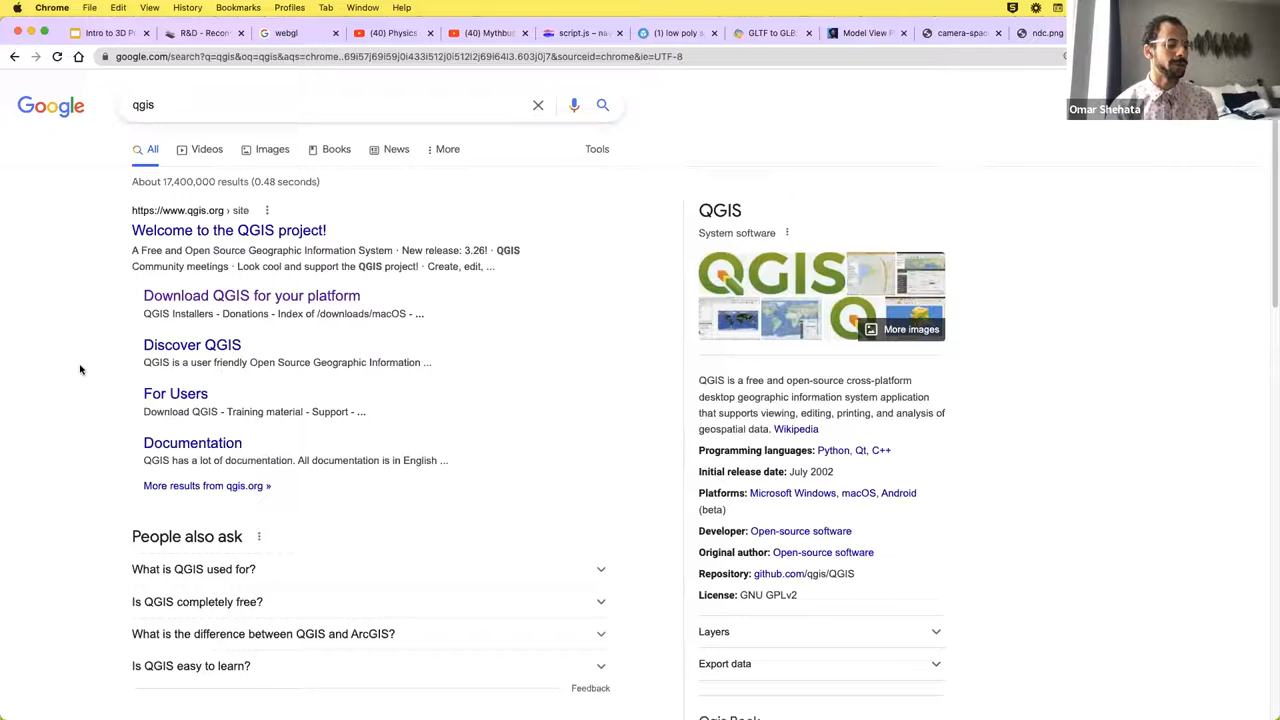 Chrome File Edit View History Bookmarks Profiles Tab Window Help
Intro to 3D P R&D - Recon webgl (40) Physics (40) Mythbus script.js – nav (1) low poly s GLTF to GLB Model View P camera-spac ndc.png
google.com/search?q=qgis&oq=qgis&aqs=chrome..69i57j69i59j0i433i512j0i512l2j69i64l3.603j0j7&sourceid=chrome&ie=UTF-8
Omar Shehata
Google qgis
All Videos Images Books News More Tools
About 17,400,000 results (0.48 seconds)
https://www.qgis.org › site
Welcome to the QGIS project!
A Free and Open Source Geographic Information System · New release: 3.26! · QGIS
Community meetings · Look cool and support the QGIS project! · Create, edit, ...
Download QGIS for your platform
QGIS Installers - Donations - Index of /downloads/macOS - ...
Discover QGIS
QGIS is a user friendly Open Source Geographic Information ...
For Users
Download QGIS - Training material - Support - ...
Documentation
QGIS has a lot of documentation. All documentation is in English ...
More results from qgis.org »
People also ask
What is QGIS used for?
Is QGIS completely free?
What is the difference between QGIS and ArcGIS?
Is QGIS easy to learn?
Feedback
QGIS
System software
QGIS
More images
QGIS is a free and open-source cross-platform
desktop geographic information system application
that supports viewing, editing, printing, and analysis of
geospatial data. Wikipedia
Programming languages: Python, Qt, C++
Initial release date: July 2002
Platforms: Microsoft Windows, macOS, Android
(beta)
Developer: Open-source software
Original author: Open-source software
Repository: github.com/qgis/QGIS
License: GNU GPLv2
Layers
Export data